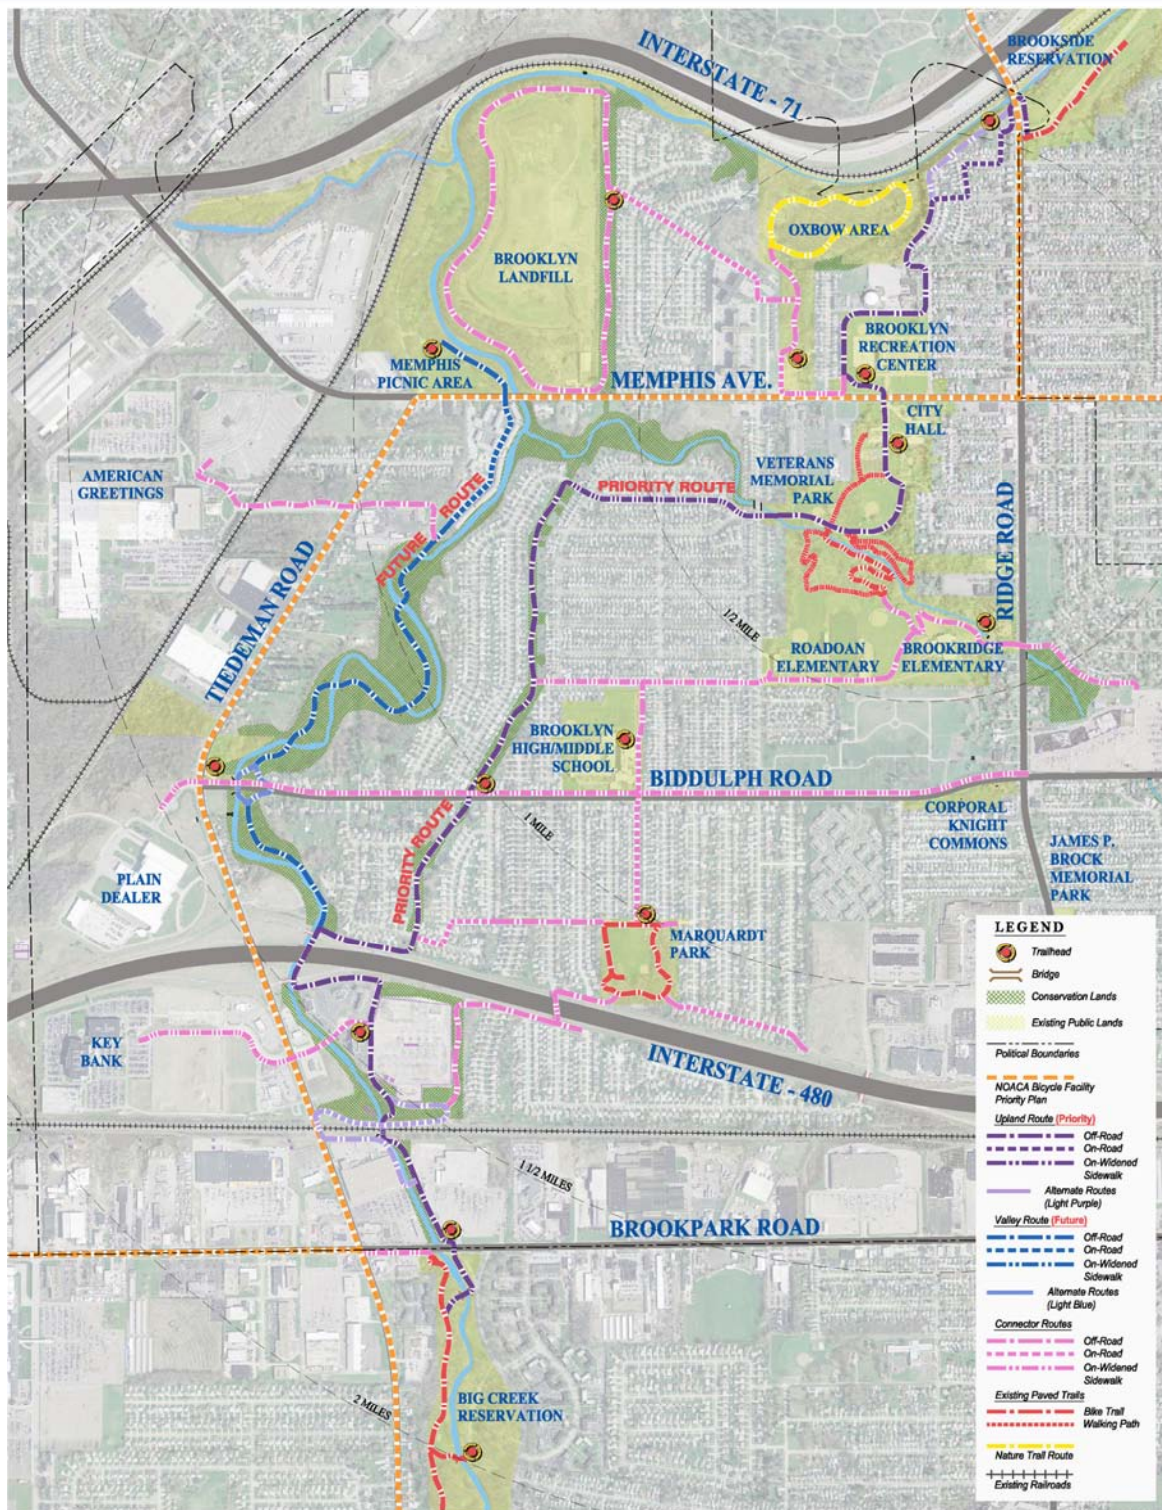 INTERSTATE - 71
BROOKSIDE
RESERVATION
OXBOW AREA
BROOKLYN
LANDFILL
BROOKLYN
RECREATION
CENTER
MEMPHIS
PICNIC AREA
MEMPHIS AVE.
CITY
HALL
AMERICAN
GREETINGS
VETERANS
MEMORIAL
PARK
PRIORITY ROUTE
FUTURE ROUTE
TIEDEMAN ROAD
RIDGE ROAD
1/2 MILE
ROADOAN
ELEMENTARY
BROOKRIDGE
ELEMENTARY
BROOKLYN
HIGH/MIDDLE
SCHOOL
BIDDULPH ROAD
CORPORAL
KNIGHT
COMMONS
PRIORITY ROUTE
1 MILE
JAMES P.
BROCK
MEMORIAL
PARK
PLAIN
DEALER
MARQUARDT
PARK
KEY
BANK
INTERSTATE - 480
1 1/2 MILES
BROOKPARK ROAD
2 MILES
BIG CREEK
RESERVATION
LEGEND
Trailhead
Bridge
Conservation Lands
Existing Public Lands
Political Boundaries
NOACA Bicycle Facility
Priority Plan
Upland Route (Priority)
Off-Road
On-Road
On-Widened
Sidewalk
Alternate Routes
(Light Purple)
Valley Route (Future)
Off-Road
On-Road
On-Widened
Sidewalk
Alternate Routes
(Light Blue)
Connector Routes
Off-Road
On-Road
On-Widened
Sidewalk
Existing Paved Trails
Bike Trail
Walking Path
Nature Trail Route
Existing Railroads